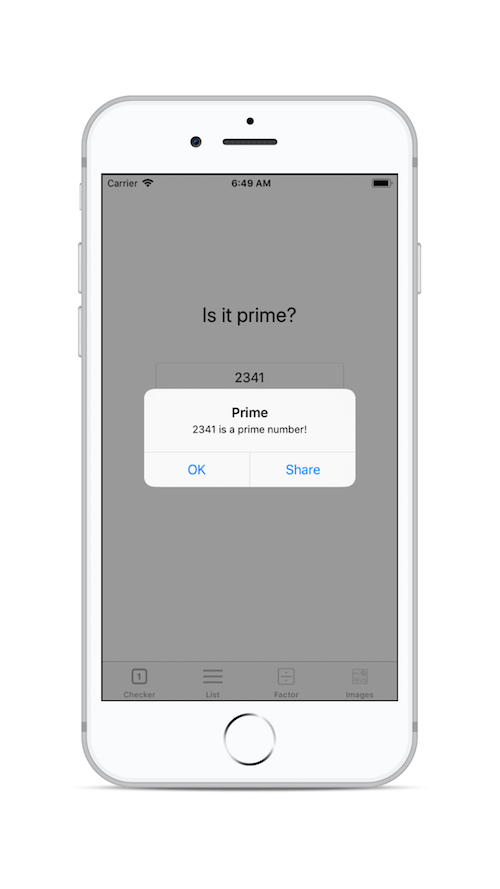 Carrier
6:49 AM
Is it prime?
2341
Prime
2341 is a prime number!
OK
Share
1
Checker
List
Factor
Images